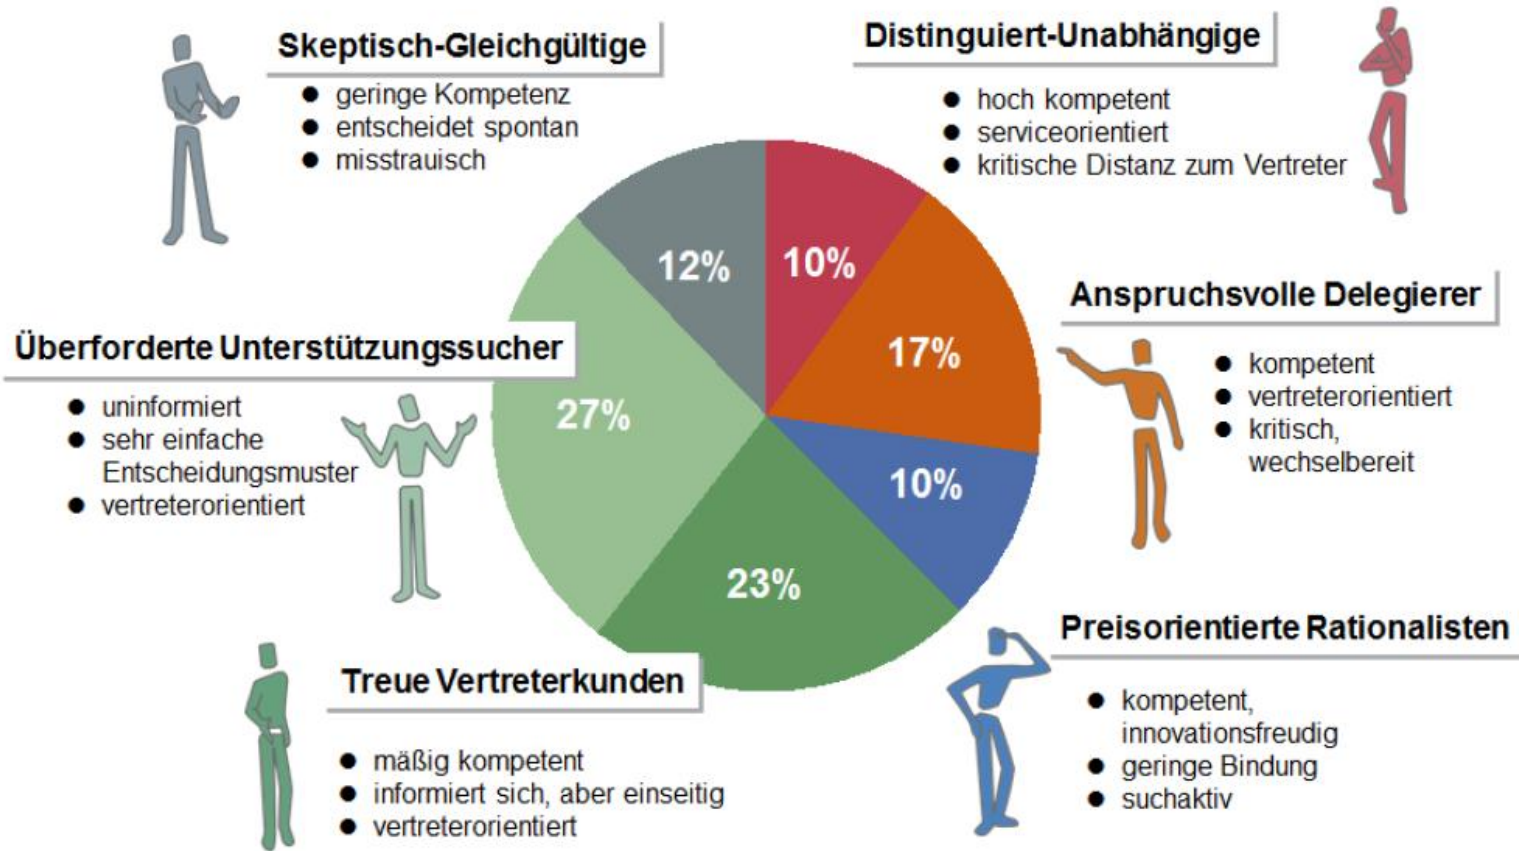 Skeptisch-Gleichgültige
● geringe Kompetenz
● entscheidet spontan
● misstrauisch
Distinguiert-Unabhängige
● hoch kompetent
● serviceorientiert
● kritische Distanz zum Vertreter
12%
10%
17%
10%
23%
27%
Anspruchsvolle Delegierer
● kompetent
● vertreterorientiert
● kritisch,
wechselbereit
Überforderte Unterstützungssucher
● uninformiert
● sehr einfache
Entscheidungsmuster
● vertreterorientiert
Preisorientierte Rationalisten
● kompetent,
innovationsfreudig
● geringe Bindung
● suchaktiv
Treue Vertreterkunden
● mäßig kompetent
● informiert sich, aber einseitig
● vertreterorientiert